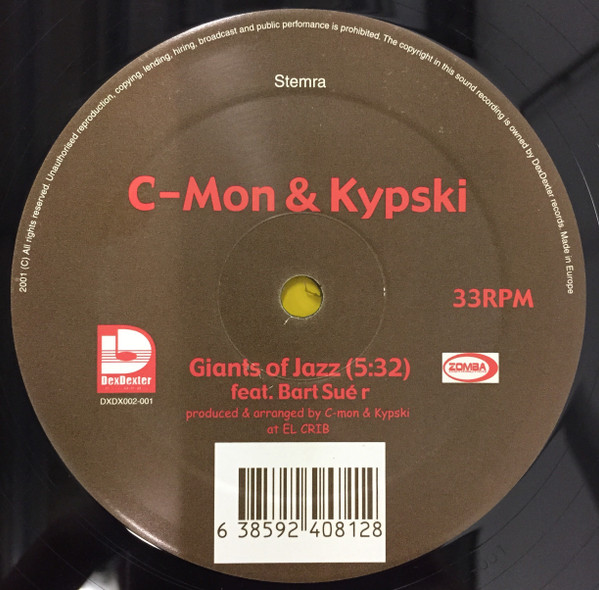 2001 (C) All rights reserved. Unauthorised reproduction, copying, lending, hiring, broadcast and public perfomance is prohibited. The copyright in this sound recording is owned by DexDexter records. Made in Europe
Stemra
C-Mon & Kypski
33RPM
DexDexter
DXDX002-001
ZOMBA
Giants of Jazz (5:32)
feat. Bart Sué r
produced & arranged by C-mon & Kypski
at EL CRIB
6 38592 408128